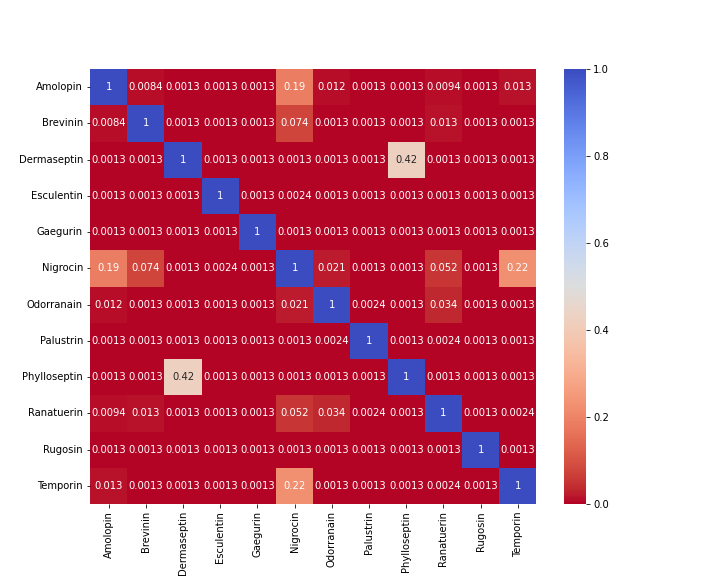 Amolopin 1 0.0084 0.0013 0.0013 0.0013 0.19 0.012 0.0013 0.0013 0.0094 0.0013 0.013
Brevinin 0.0084 1 0.0013 0.0013 0.0013 0.074 0.0013 0.0013 0.0013 0.013 0.0013 0.0013
Dermaseptin 0.0013 0.0013 1 0.0013 0.0013 0.0013 0.0013 0.0013 0.42 0.0013 0.0013 0.0013
Esculentin 0.0013 0.0013 0.0013 1 0.0013 0.0024 0.0013 0.0013 0.0013 0.0013 0.0013 0.0013
Gaegurin 0.0013 0.0013 0.0013 0.0013 1 0.0013 0.0013 0.0013 0.0013 0.0013 0.0013 0.0013
Nigrocin 0.19 0.074 0.0013 0.0024 0.0013 1 0.021 0.0013 0.0013 0.052 0.0013 0.22
Odorranain 0.012 0.0013 0.0013 0.0013 0.0013 0.021 1 0.0024 0.0013 0.034 0.0013 0.0013
Palustrin 0.0013 0.0013 0.0013 0.0013 0.0013 0.0013 0.0024 1 0.0013 0.0024 0.0013 0.0013
Phylloseptin 0.0013 0.0013 0.42 0.0013 0.0013 0.0013 0.0013 0.0013 1 0.0013 0.0013 0.0013
Ranatuerin 0.0094 0.013 0.0013 0.0013 0.0013 0.052 0.034 0.0024 0.0013 1 0.0013 0.0024
Rugosin 0.0013 0.0013 0.0013 0.0013 0.0013 0.0013 0.0013 0.0013 0.0013 0.0013 1 0.0013
Temporin 0.013 0.0013 0.0013 0.0013 0.0013 0.22 0.0013 0.0013 0.0013 0.0024 0.0013 1
Amolopin Brevinin Dermaseptin Esculentin Gaegurin Nigrocin Odorranain Palustrin Phylloseptin Ranatuerin Rugosin Temporin
1.0
0.8
0.6
0.4
0.2
0.0